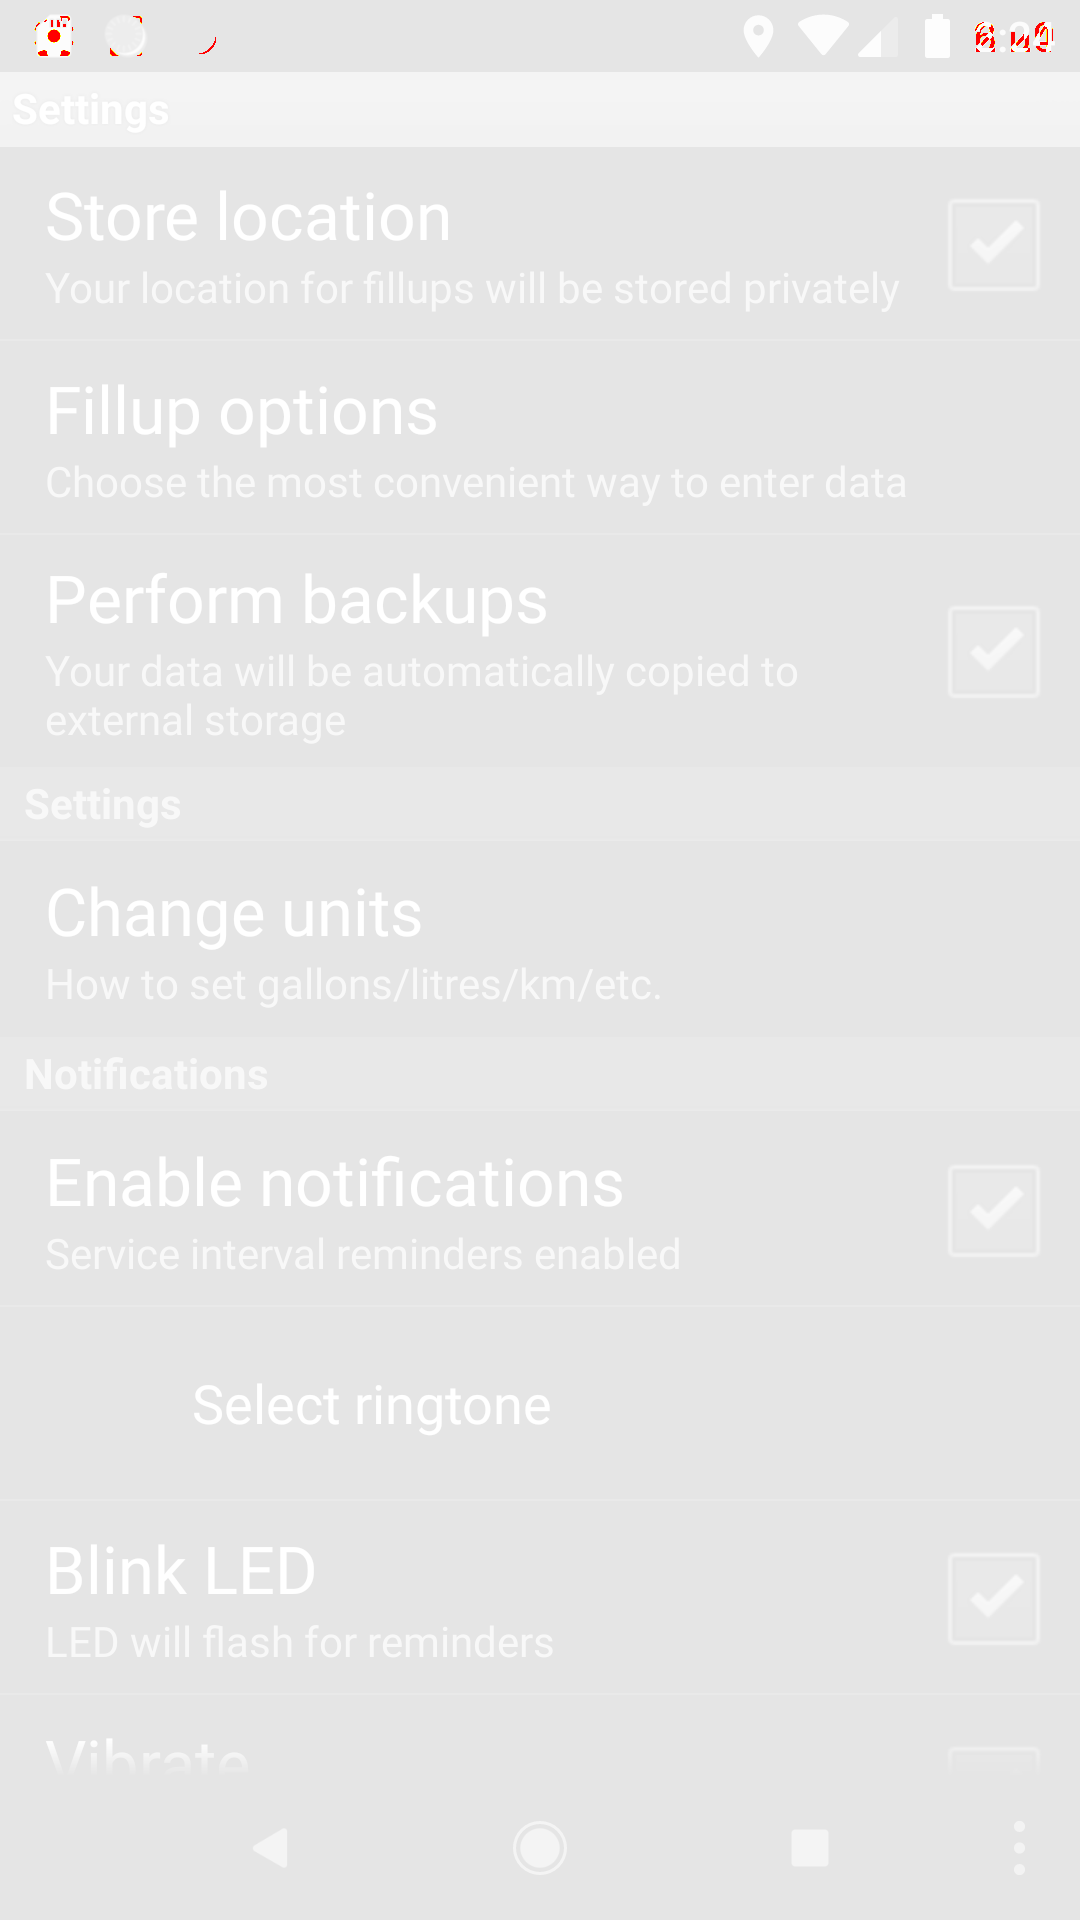 Settings
Store location
Your location for fillups will be stored privately
Fillup options
Choose the most convenient way to enter data
Perform backups
Your data will be automatically copied to
external storage
Settings
Change units
How to set gallons/litres/km/etc.
Notifications
Enable notifications
Service interval reminders enabled
Select ringtone
Blink LED
LED will flash for reminders
Vibrate